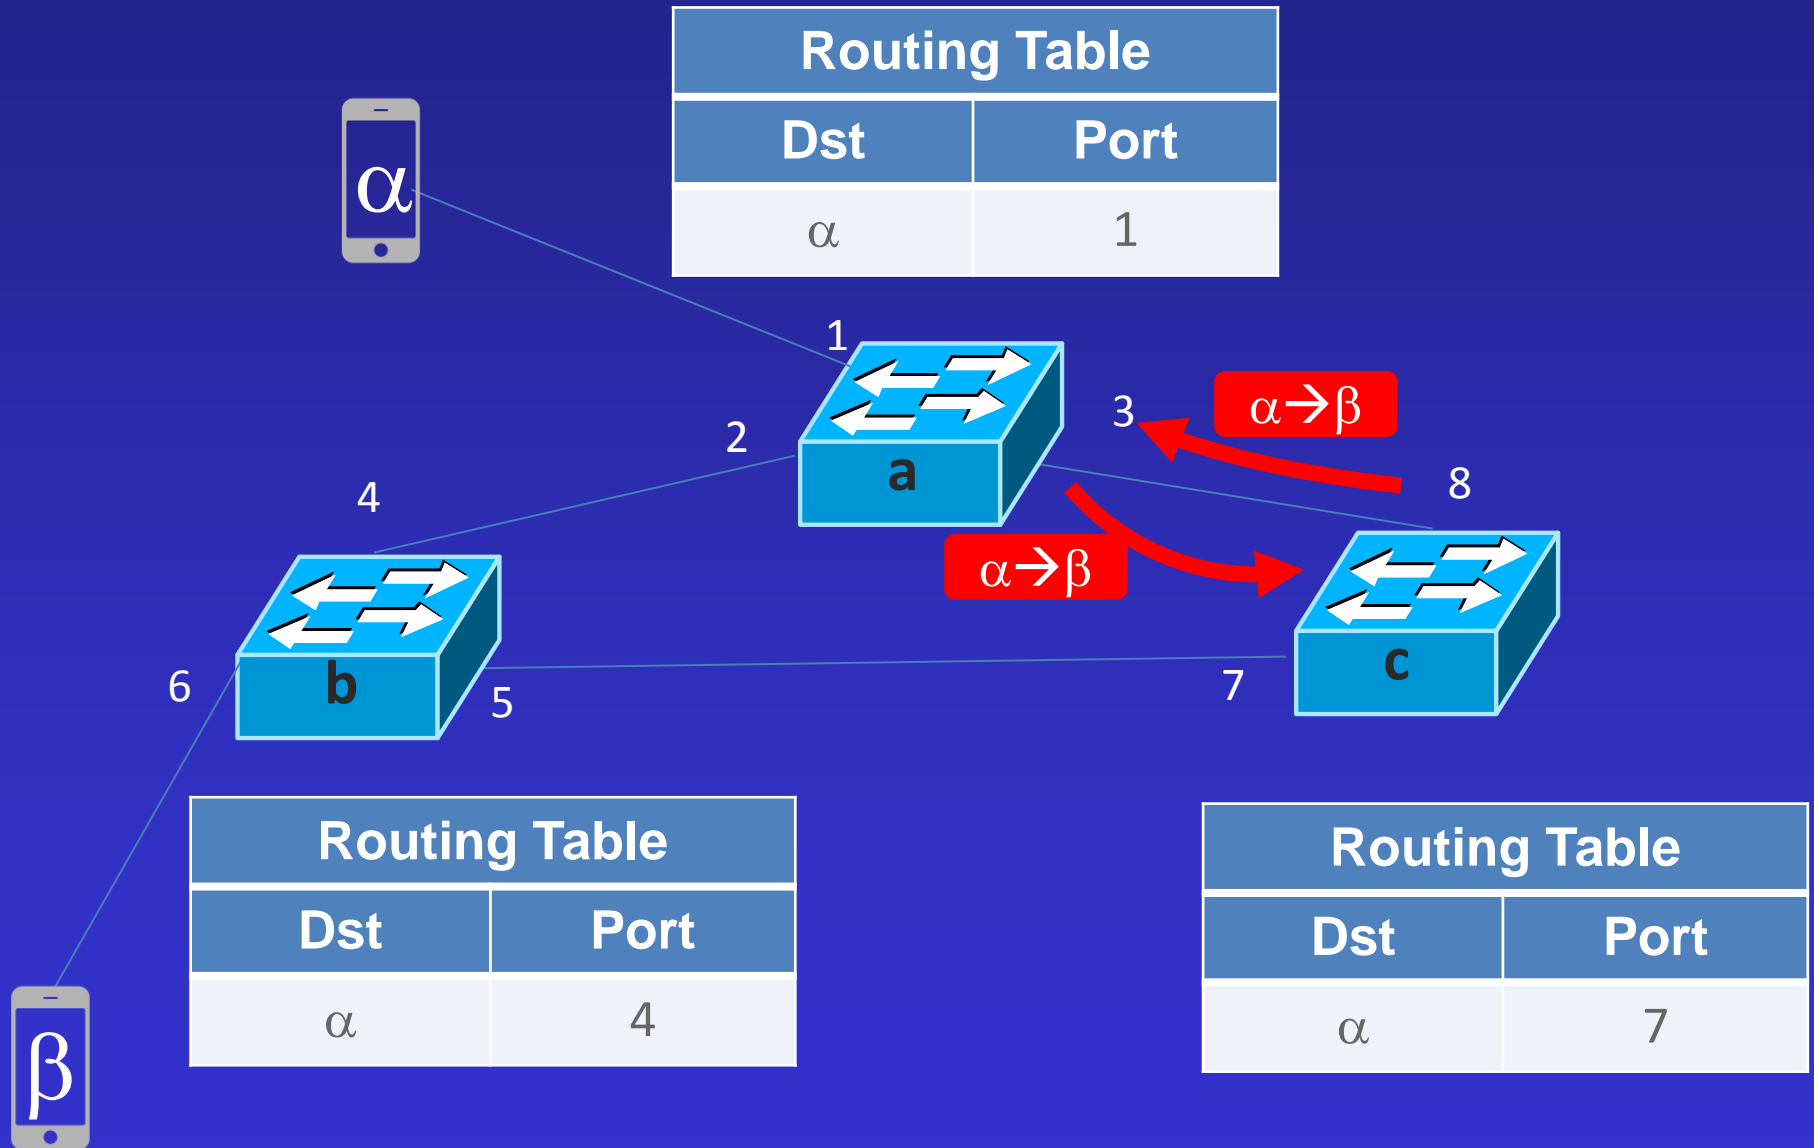 Routing Table
Dst Port
α 1
α
1
2
3
α→β
a
8
α→β
4
b
6
5
c
7
Routing Table
Dst Port
α 4
Routing Table
Dst Port
α 7
β